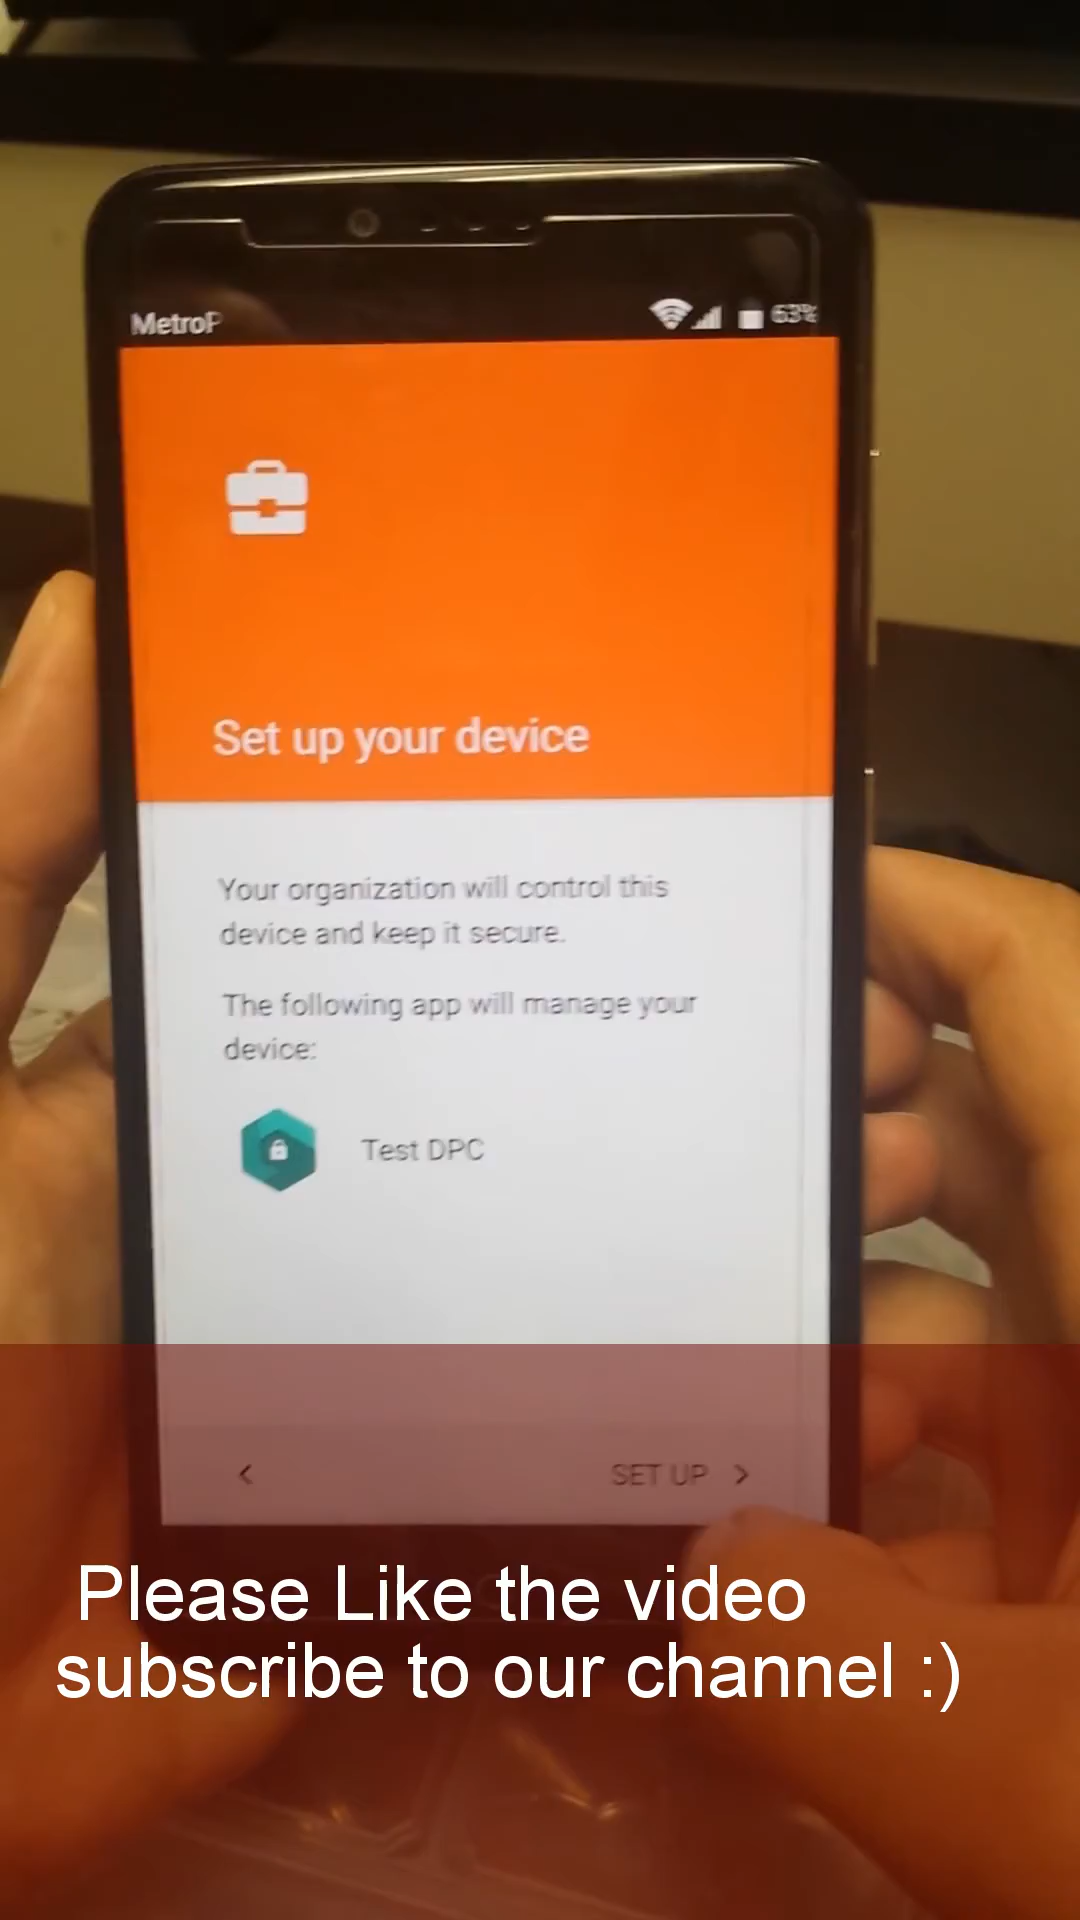 MetroP
63%
Set up your device
Your organization will control this
device and keep it secure.
The following app will manage your
device:
Test DPC
SET UP
Please Like the video
subscribe to our channel :)